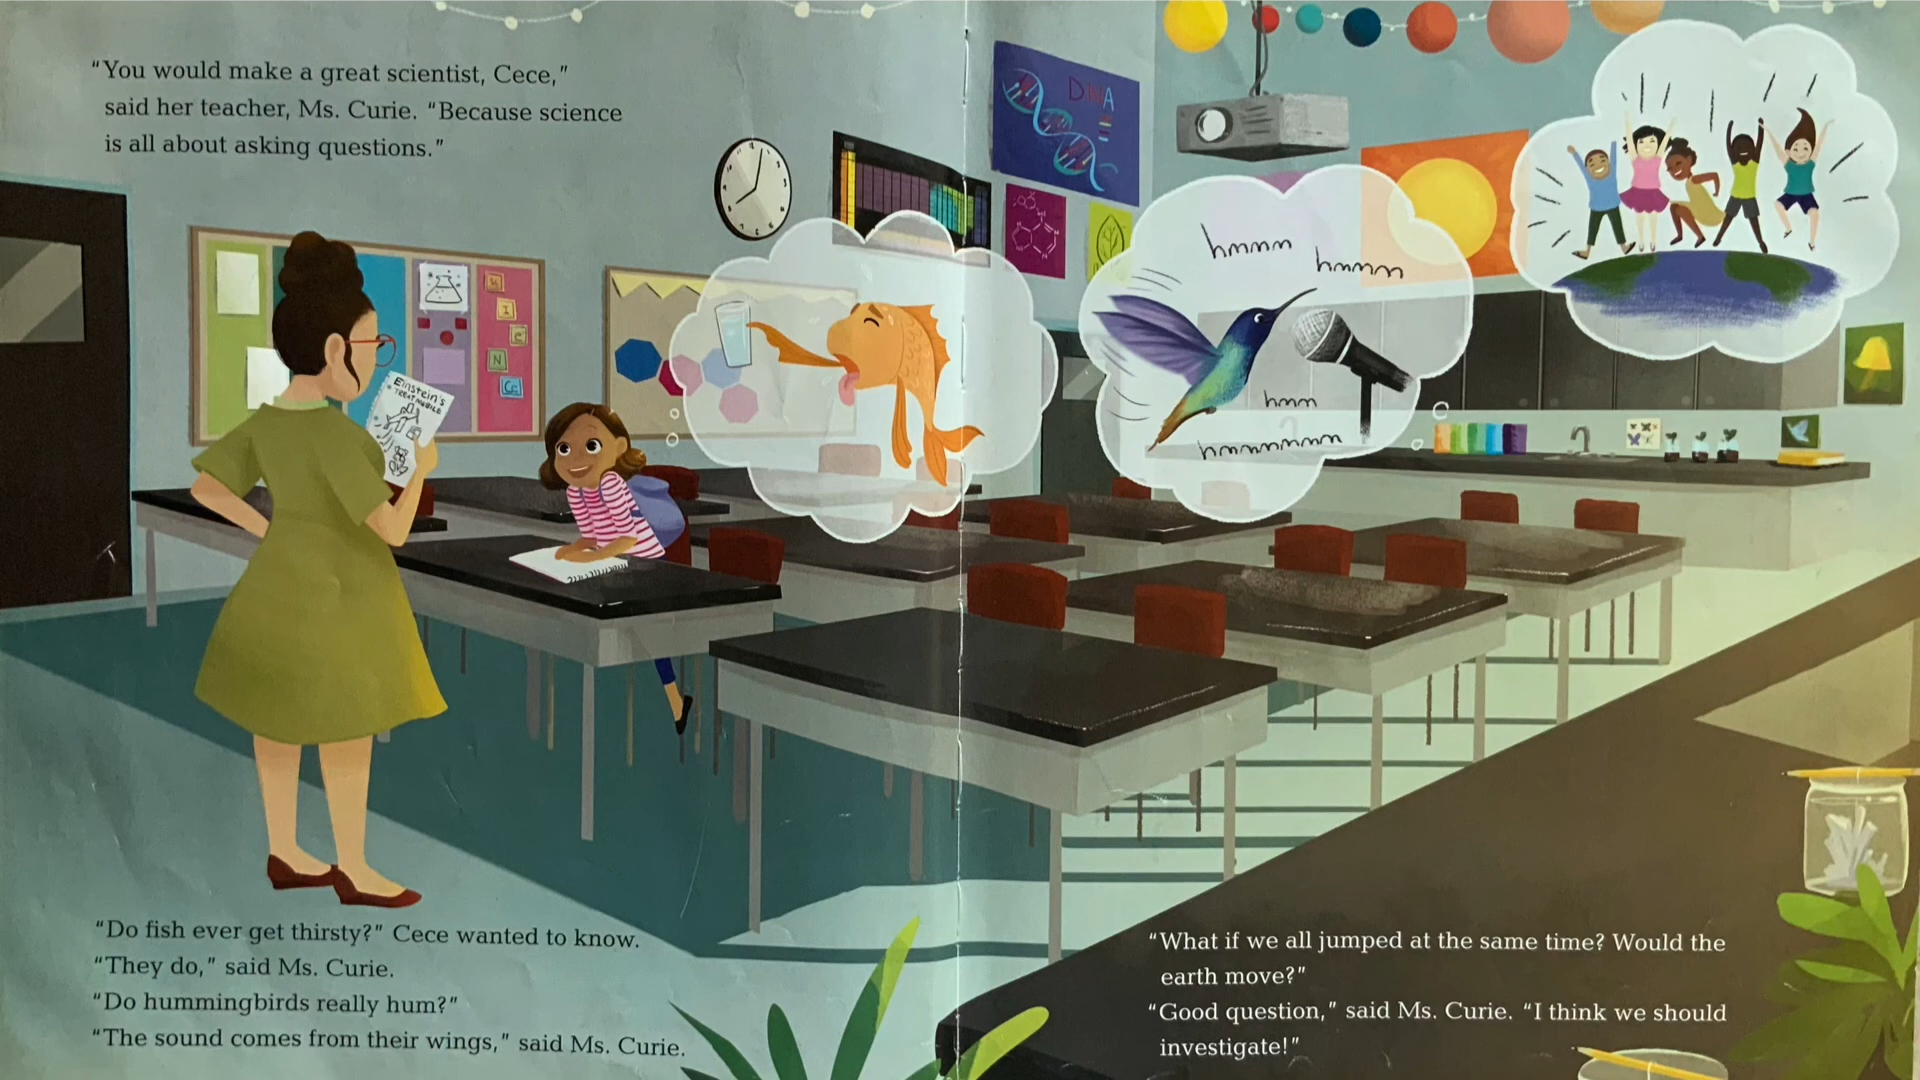 “You would make a great scientist, Cece,”
said her teacher, Ms. Curie. “Because science
is all about asking questions.”
DNA
hmmm
hmmm
hmm
hmmmmmm
Einstein's
TREAT MOBILE
N
“Do fish ever get thirsty?” Cece wanted to know.
“They do,” said Ms. Curie.
“Do hummingbirds really hum?”
“The sound comes from their wings,” said Ms. Curie.
“What if we all jumped at the same time? Would the
earth move?”
“Good question,” said Ms. Curie. “I think we should
investigate!”